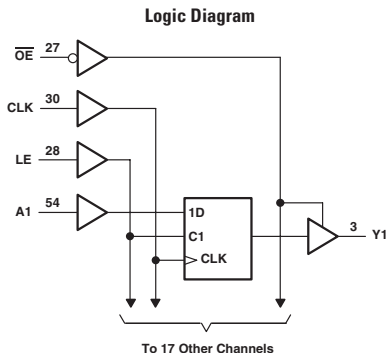 Logic Diagram
OE 27
CLK 30
LE 28
A1 54
1D
C1
CLK
3 Y1
To 17 Other Channels